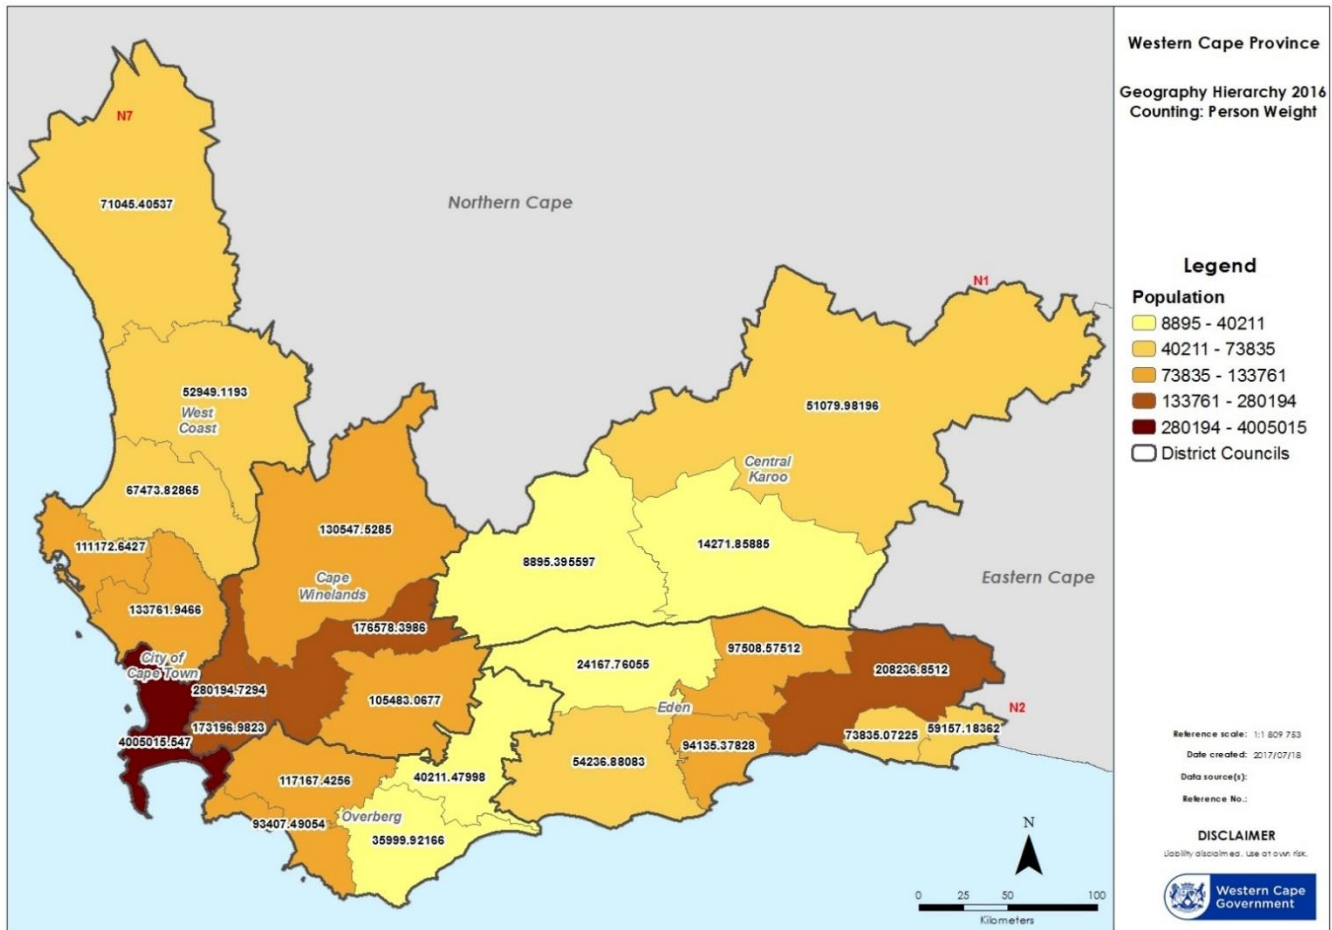 N7
71045.40537
Northern Cape
N1
52949.1193
West
Coast
51079.98196
67473.82865
Central
Karoo
111172.6427
130547.5285
8895.395597
14271.85885
Cape
Winelands
Eastern Cape
133761.9466
176578.3986
City of
Cape Town
280194.7294
105483.0677
24167.76055
97508.57512
208236.8512
173196.9823
Eden
N2
4005015.547
94135.37828
73835.07225
59157.18362
117167.4256
40211.47998
54236.88083
93407.49054
Overberg
35999.92166
N
0 25 50 100
Kilometers
Western Cape Province
Geography Hierarchy 2016
Counting: Person Weight
Legend
Population
8895 - 40211
40211 - 73835
73835 - 133761
133761 - 280194
280194 - 4005015
District Councils
Reference scale: 1:1 809 753
Date created: 2017/07/18
Data source(s):
Reference No.:
DISCLAIMER
Liability disclaimed. Use at own risk.
Western Cape
Government